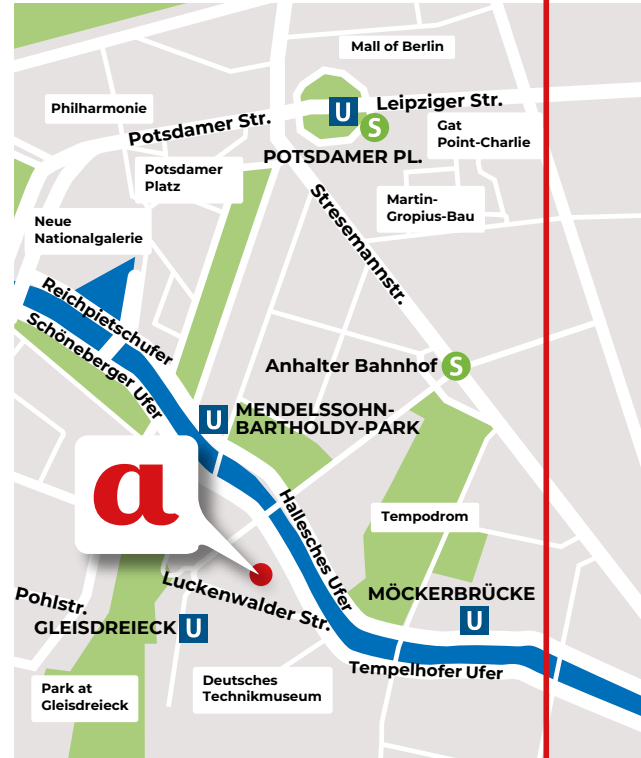 Mall of Berlin
Philharmonie
Potsdamer Str.
U
Leipziger Str.
S
Gat
Point-Charlie
POTSDAMER PL.
Potsdamer
Platz
Martin-
Gropius-Bau
Neue
Nationalgalerie
Stresemannstr.
Reichpietschufer
Schöneberger Ufer
Anhalter Bahnhof
S
U
MENDELSSOHN-
BARTHOLDY-PARK
a
Hallesches Ufer
Tempodrom
Luckenwalder Str.
Pohlstr.
GLEISDREIECK
U
MÖCKERBRÜCKE
U
Tempelhofer Ufer
Deutsches
Technikmuseum
Park at
Gleisdreieck